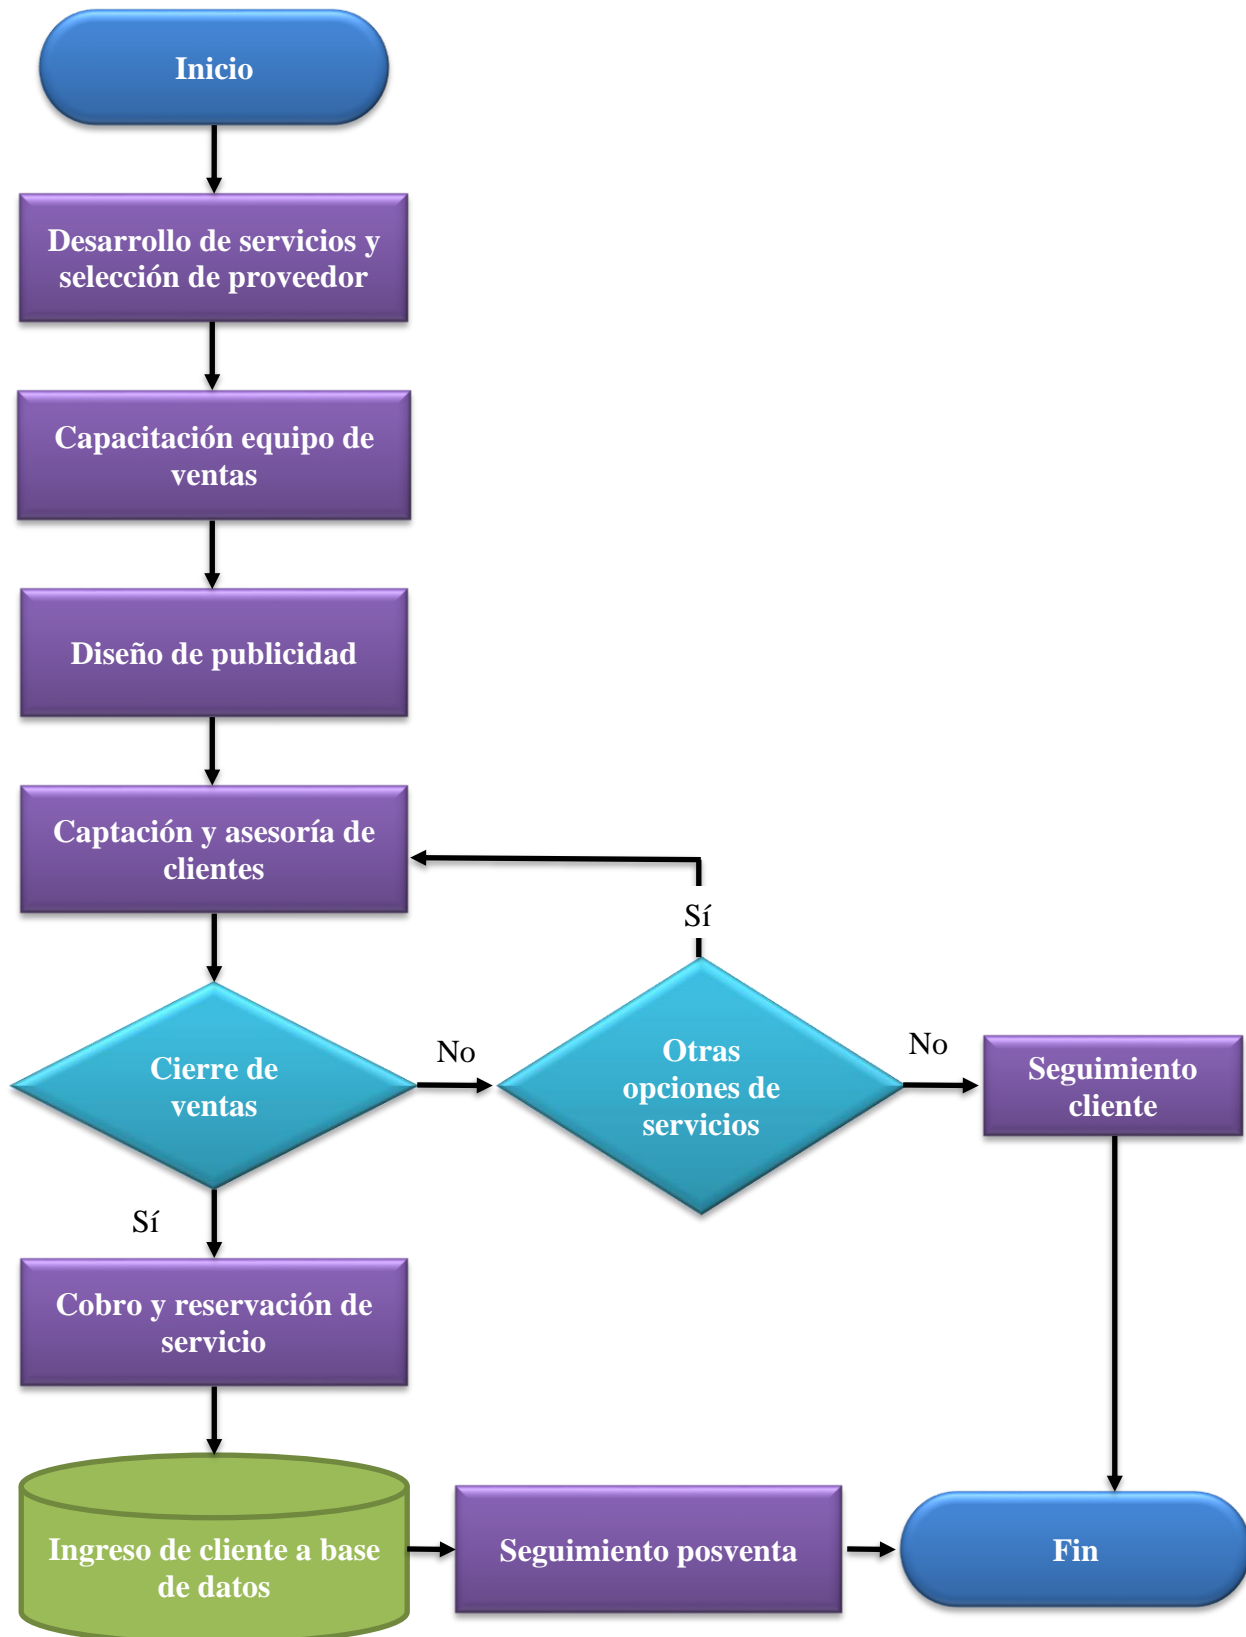 Inicio
Desarrollo de servicios y
selección de proveedor
Capacitación equipo de
ventas
Diseño de publicidad
Captación y asesoría de
clientes
Sí
Cierre de
ventas
No
Otras
opciones de
servicios
No
Seguimiento
cliente
Sí
Cobro y reservación de
servicio
Ingreso de cliente a base
de datos
Seguimiento posventa
Fin